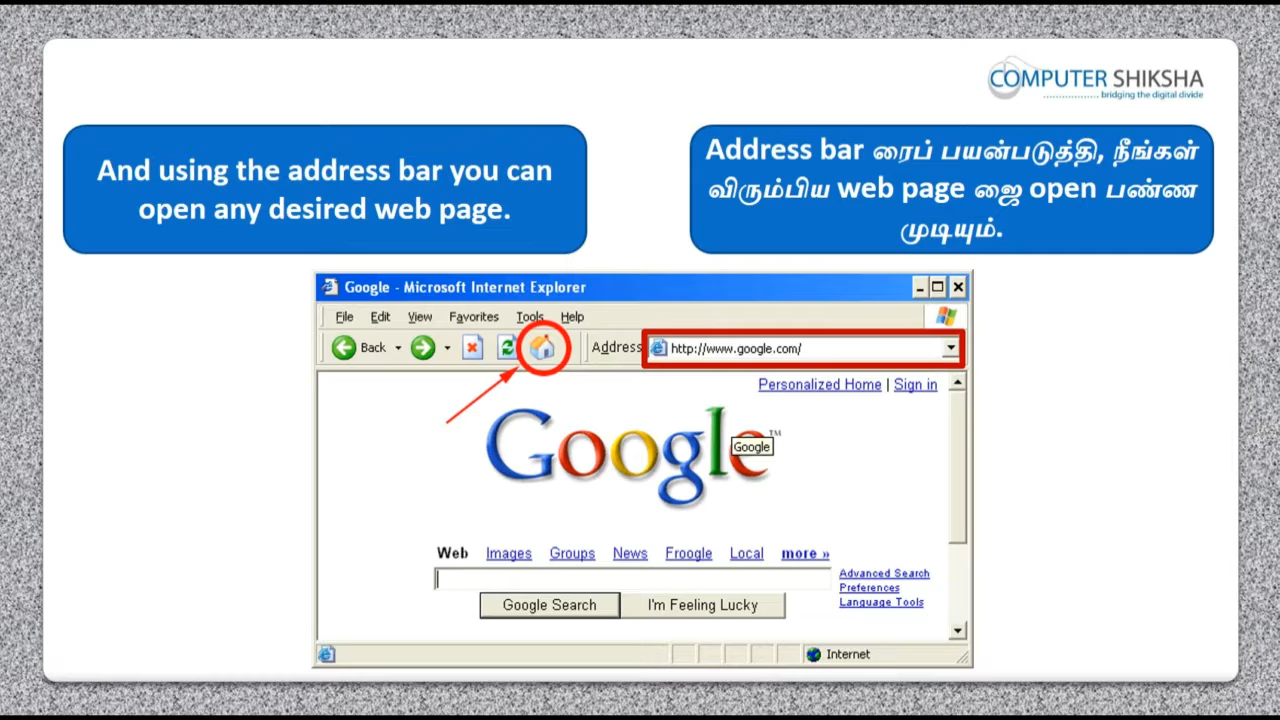 COMPUTER SHIKSHA
bridging the digital divide
And using the address bar you can
open any desired web page.
Address bar ரைப் பயன்படுத்தி, நீங்கள்
விரும்பிய web page ஜை open பண்ண
முடியும்.
Google - Microsoft Internet Explorer
File Edit View Favorites Tools Help
Back Address http://www.google.com/
Personalized Home | Sign in
Google™
Google
Web Images Groups News Froogle Local more »
Advanced Search
Preferences
Language Tools
Google Search I'm Feeling Lucky
Internet